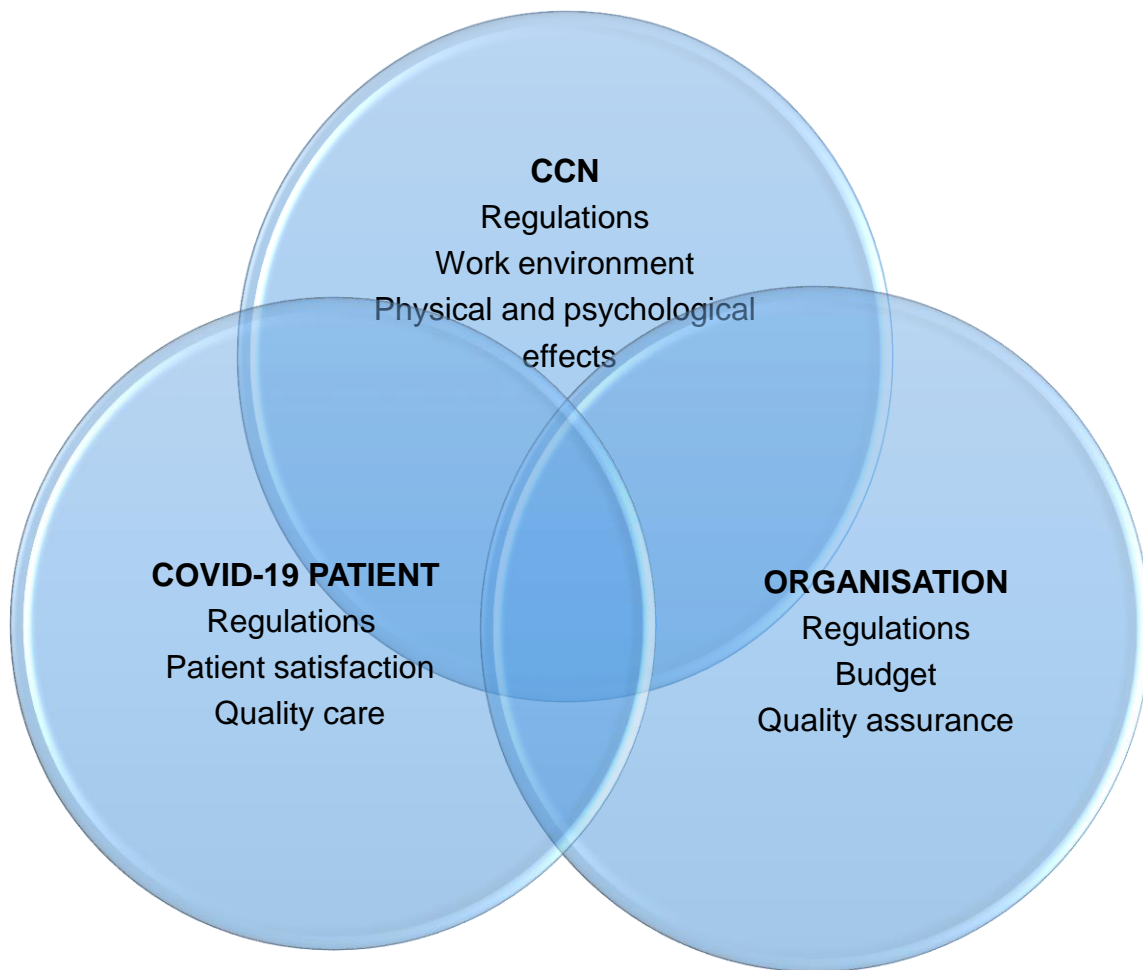 CCN
Regulations
Work environment
Physical and psychological
effects
COVID-19 PATIENT
Regulations
Patient satisfaction
Quality care
ORGANISATION
Regulations
Budget
Quality assurance